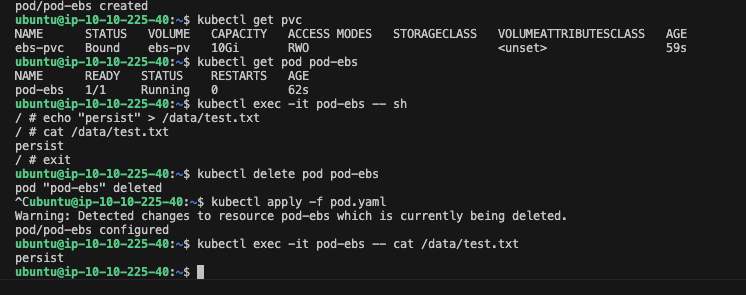 pod/pod-ebs created
ubuntu@ip-10-10-225-40:~$ kubectl get pvc
NAME      STATUS   VOLUME   CAPACITY   ACCESS MODES   STORAGECLASS   VOLUMEATTRIBUTESCLASS   AGE
ebs-pvc   Bound    ebs-pv   10Gi       RWO                           <unset>                 59s
ubuntu@ip-10-10-225-40:~$ kubectl get pod pod-ebs
NAME      READY   STATUS    RESTARTS   AGE
pod-ebs   1/1     Running   0          62s
ubuntu@ip-10-10-225-40:~$ kubectl exec -it pod-ebs -- sh
/ # echo "persist" > /data/test.txt
/ # cat /data/test.txt
persist
/ # exit
ubuntu@ip-10-10-225-40:~$ kubectl delete pod pod-ebs
pod "pod-ebs" deleted
^Cubuntu@ip-10-10-225-40:~$ kubectl apply -f pod.yaml
Warning: Detected changes to resource pod-ebs which is currently being deleted.
pod/pod-ebs configured
ubuntu@ip-10-10-225-40:~$ kubectl exec -it pod-ebs -- cat /data/test.txt
persist
ubuntu@ip-10-10-225-40:~$